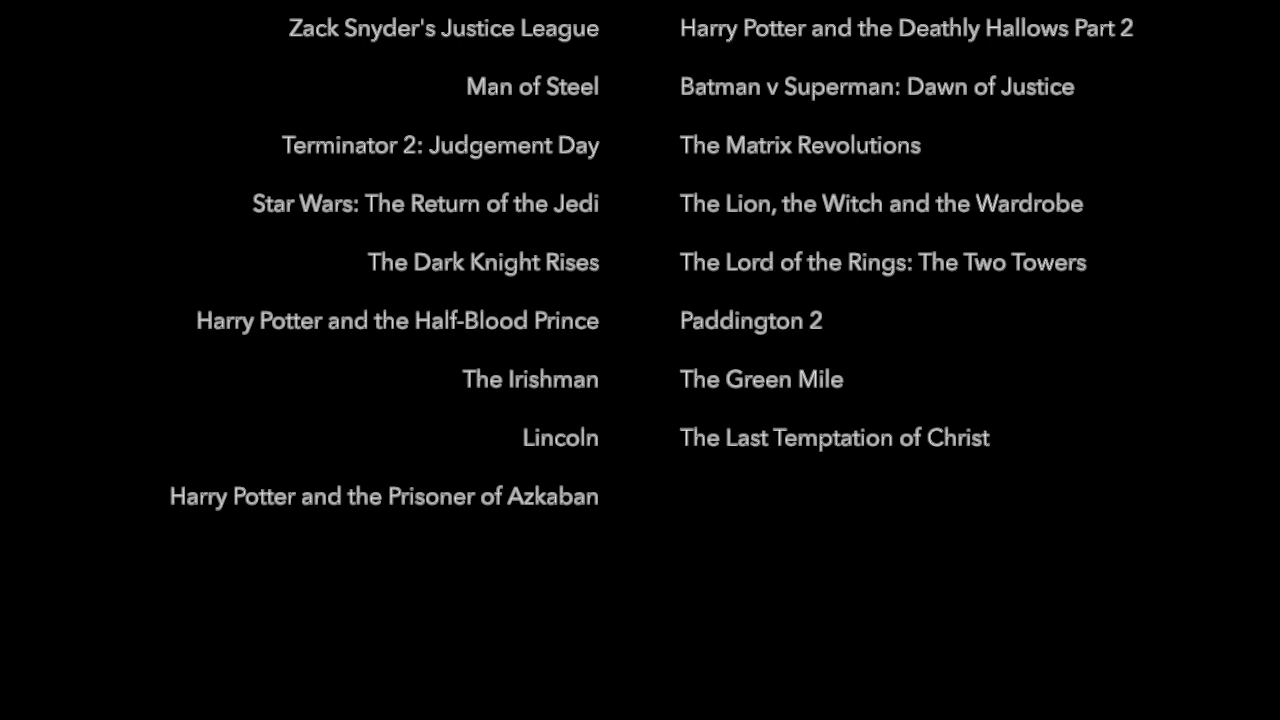 Zack Snyder's Justice League
Harry Potter and the Deathly Hallows Part 2
Man of Steel
Batman v Superman: Dawn of Justice
Terminator 2: Judgement Day
The Matrix Revolutions
Star Wars: The Return of the Jedi
The Lion, the Witch and the Wardrobe
The Dark Knight Rises
The Lord of the Rings: The Two Towers
Harry Potter and the Half-Blood Prince
Paddington 2
The Irishman
The Green Mile
Lincoln
The Last Temptation of Christ
Harry Potter and the Prisoner of Azkaban